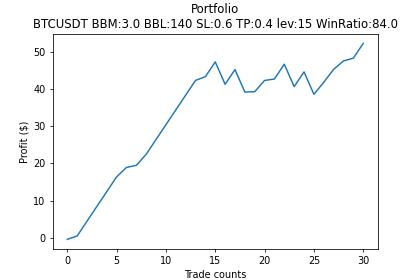 Portfolio
BTCUSDT BBM:3.0 BBL:140 SL:0.6 TP:0.4 lev:15 WinRatio:84.0
50
40
30
20
10
0
Profit ($)
0 5 10 15 20 25 30
Trade counts